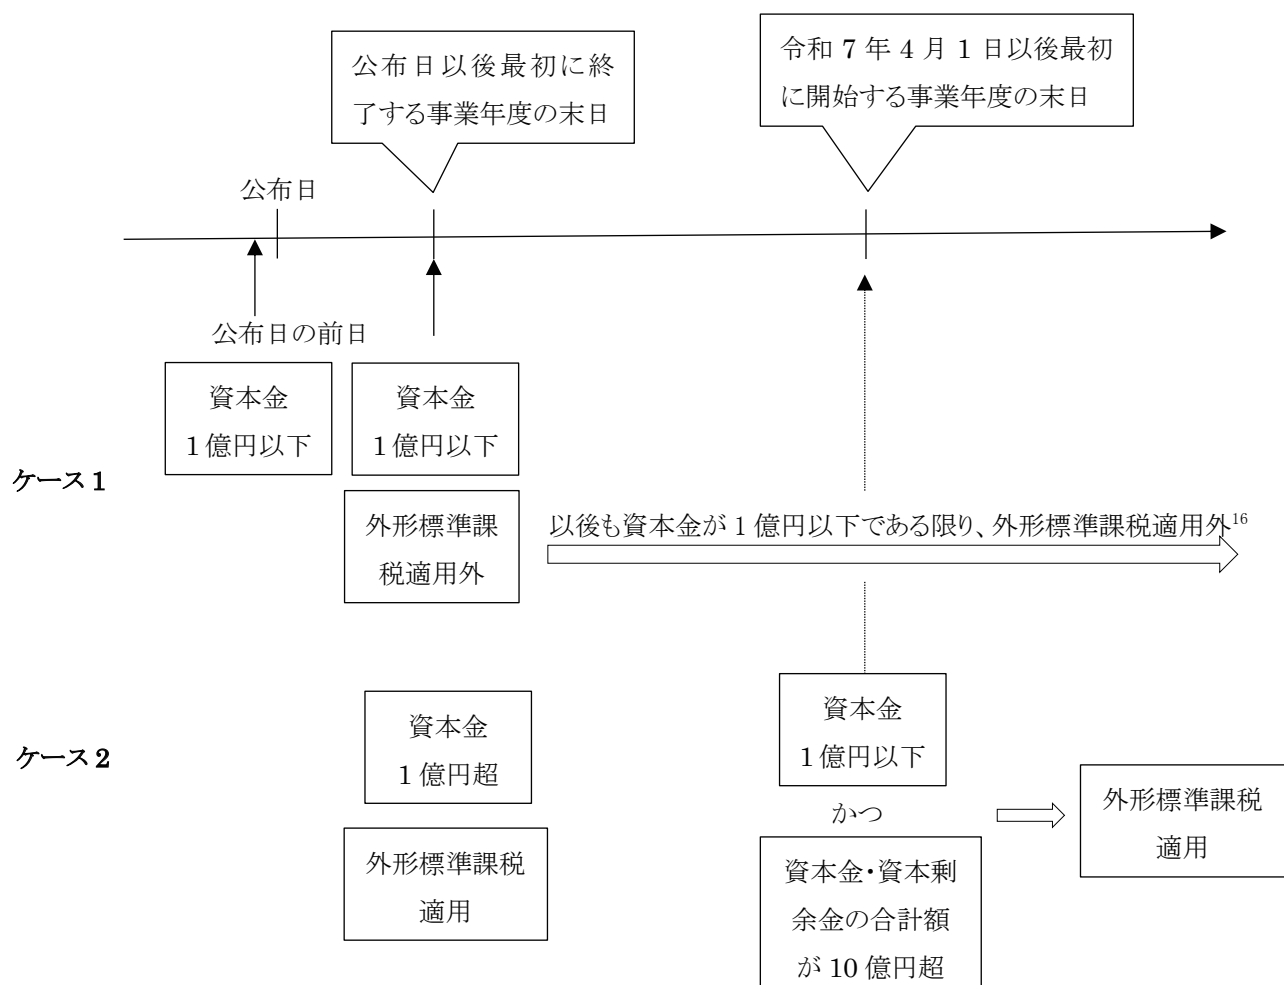 公布日以後最初に終
了する事業年度の末日
令和 7 年 4 月 1 日以後最初
に開始する事業年度の末日
公布日
公布日の前日
資本金
1億円以下
資本金
1億円以下
ケース1
外形標準課
税適用外
以後も資本金が 1 億円以下である限り、外形標準課税適用外16
資本金
1億円超
資本金
1億円以下
ケース2
かつ
外形標準課税
適用
外形標準課税
適用
資本金・資本剰
余金の合計額
が 10 億円超